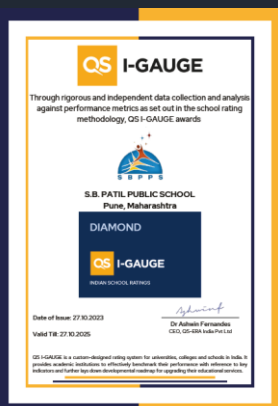 QS I-GAUGE
Through rigorous and independent data collection and analysis
against performance metrics as set out in the school rating
methodology, QS I-GAUGE awards
S B P P S
S.B. PATIL PUBLIC SCHOOL
Pune, Maharashtra
DIAMOND
QS I-GAUGE
INDIAN SCHOOL RATINGS
Date of Issue: 27.10.2023
Valid Till: 27.10.2025
Dr Ashwin Fernandes
CEO, QS-ERA India Pvt Ltd
QS I-GAUGE is a custom-designed rating system for universities, colleges and schools in India. It
provides academic institutions to effectively benchmark their performance with reference to key
indicators and further lays down developmental roadmap for upgrading their educational services.